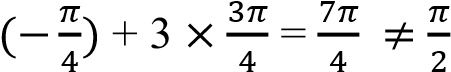 (−π/4) + 3 × 3π/4 = 7π/4 ≠ π/2